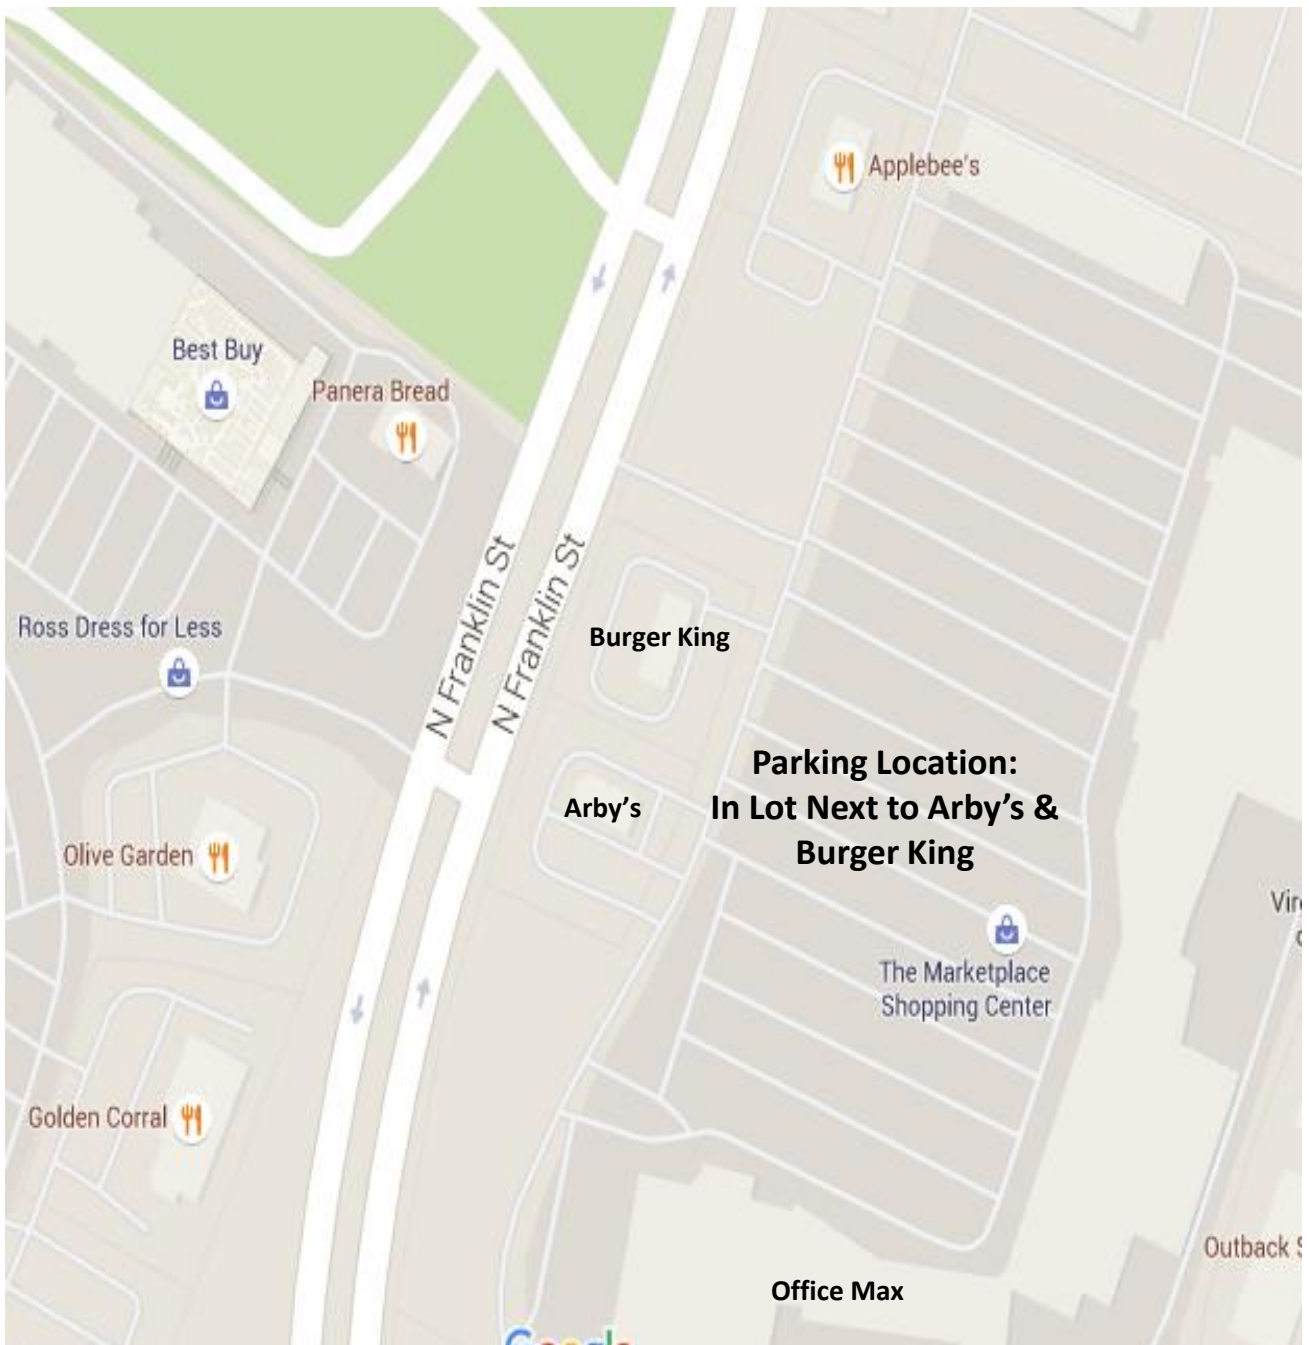 Applebee's
Best Buy
Panera Bread
N Franklin St
N Franklin St
Ross Dress for Less
Burger King
Parking Location:
In Lot Next to Arby’s &
Burger King
Arby’s
Olive Garden
The Marketplace
Shopping Center
Golden Corral
Outback
Office Max
Google